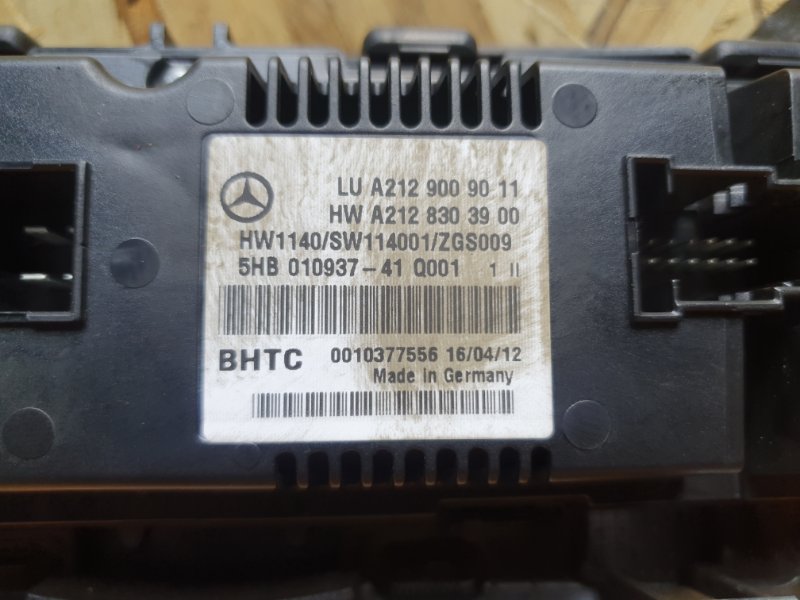 LU A212 900 90 11
HW A212 830 39 00
HW1140/SW114001/ZGS009
5HB 010937-41 Q001 1 II
BHTC 0010377556 16/04/12
Made in Germany